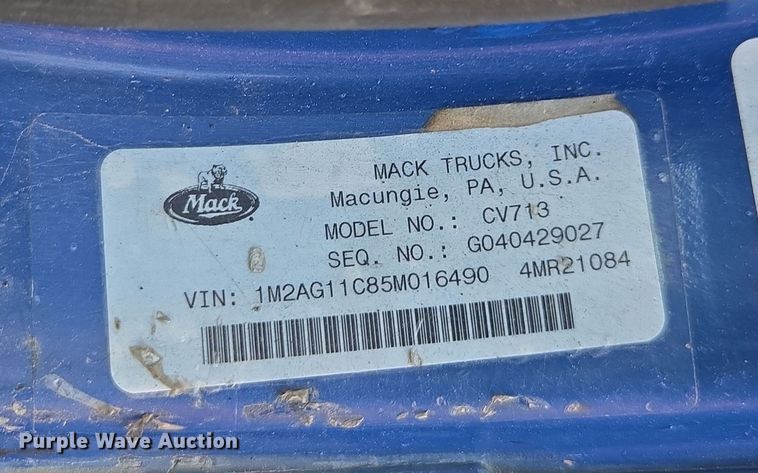 MACK TRUCKS, INC.
Mack
Macungie, PA, U.S.A.
MODEL NO.: CV713
SEQ. NO.: G040429027
VIN: 1M2AG11C85M016490 4MR21084
Purple Wave Auction